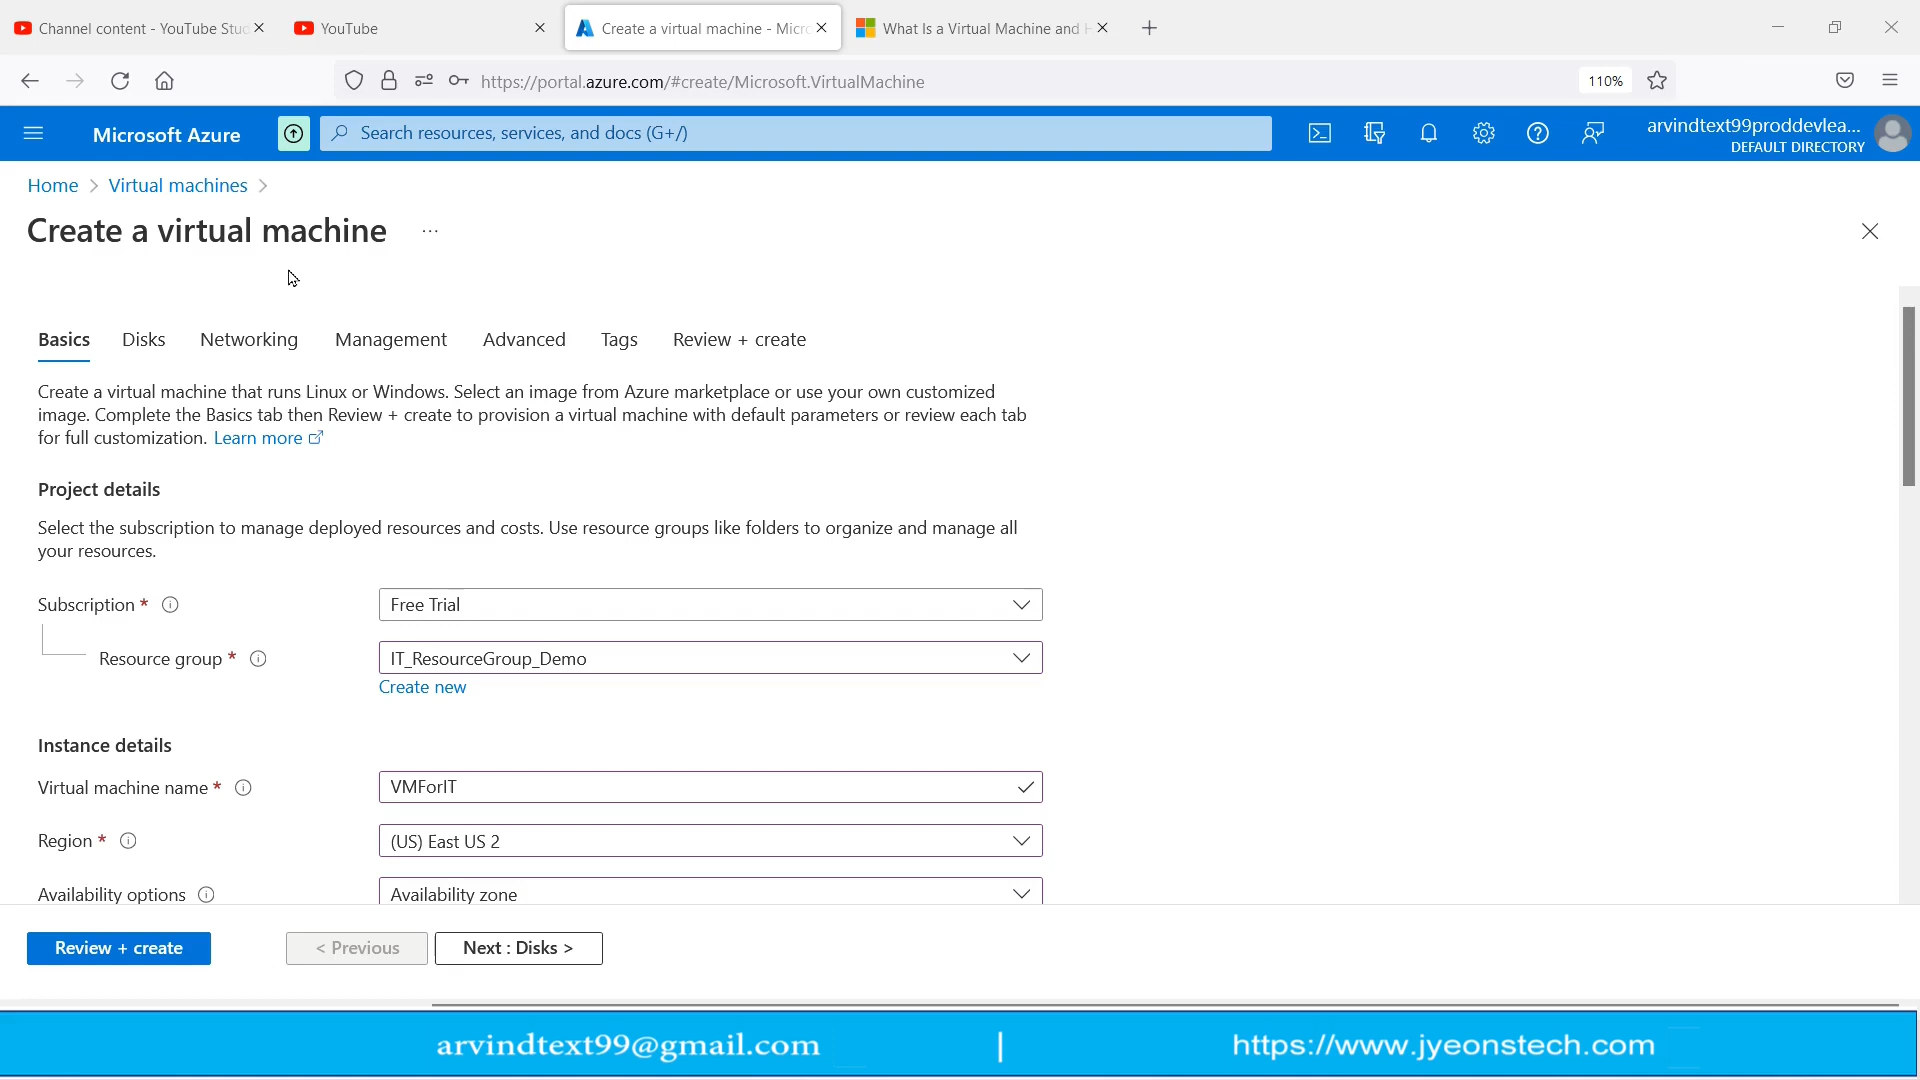 Channel content - YouTube Stuc
YouTube
Create a virtual machine - Micro
What Is a Virtual Machine and H
https://portal.azure.com/#create/Microsoft.VirtualMachine
110%
Microsoft Azure
Search resources, services, and docs (G+/)
arvindtext99proddevlea...
DEFAULT DIRECTORY
Home > Virtual machines >
Create a virtual machine ...
Basics Disks Networking Management Advanced Tags Review + create
Create a virtual machine that runs Linux or Windows. Select an image from Azure marketplace or use your own customized
image. Complete the Basics tab then Review + create to provision a virtual machine with default parameters or review each tab
for full customization. Learn more
Project details
Select the subscription to manage deployed resources and costs. Use resource groups like folders to organize and manage all
your resources.
Subscription * Free Trial
Resource group * IT_ResourceGroup_Demo
Create new
Instance details
Virtual machine name * VMForIT
Region * (US) East US 2
Availability options Availability zone
Review + create < Previous Next : Disks >
arvindtext99@gmail.com | https://www.jyeonstech.com